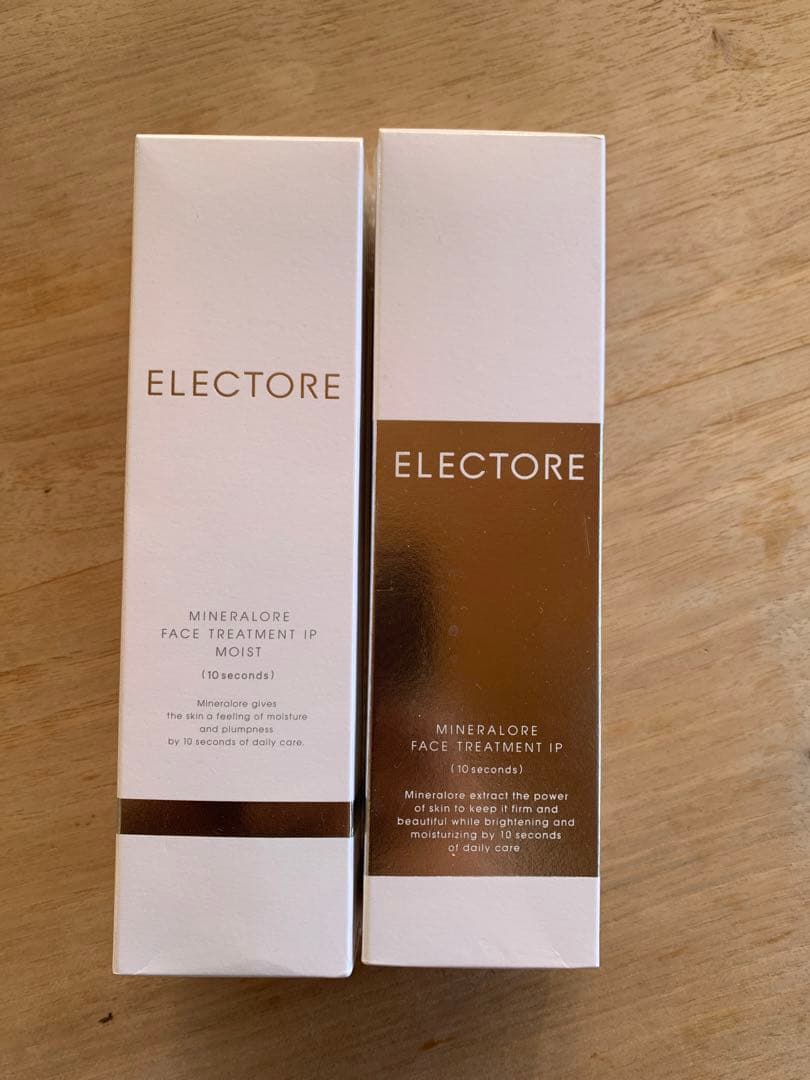 ELECTORE
MINERALORE
FACE TREATMENT IP
MOIST
(10 seconds)
Mineralore gives
the skin a feeling of moisture
and plumpness
by 10 seconds of daily care.
ELECTORE
MINERALORE
FACE TREATMENT IP
(10 seconds)
Mineralore extract the power
of skin to keep it firm and
beautiful while brightening and
moisturizing by 10 seconds
of daily care